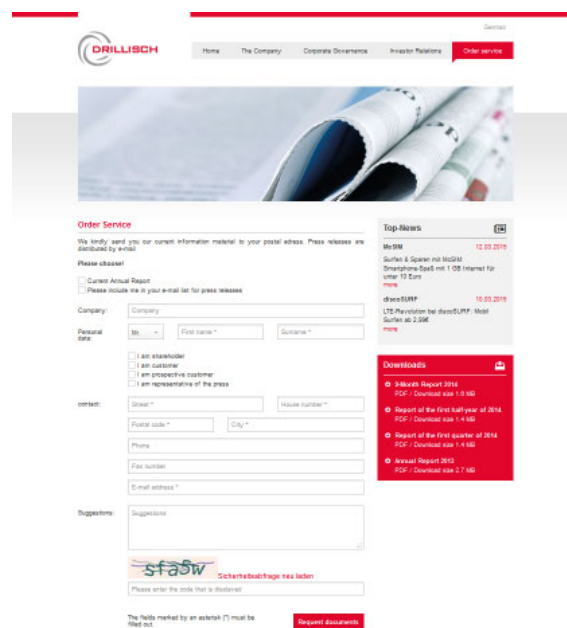 German
DRILLISCH
Home The Company Corporate Governance Investor Relations Order service
Order Service
We kindly send you our current information material to your postal adress. Press releases are
distributed by e-mail
Please choose!
Current Annual Report
Please include me in your e-mail list for press releases
Company: Company
Personal
data: Mr. First name * Surname *
I am shareholder
I am customer
I am prospective customer
I am representative of the press
contact: Street * House number *
Postal code * City *
Phone
Fax number
E-mail address *
Suggestions: Suggestions
Sicherheitsabfrage neu laden
Please enter the code that is displayed
The fields marked by an asterisk (*) must be
filled out.
Request documents
Top-News
McSIM 12.03.2015
Surfen & Sparen mit McSIM:
Smartphone-Spaß mit 1 GB Internet für
unter 10 Euro
more
discoSURF 10.03.2015
LTE-Revolution bei discoSURF: Mobil
Surfen ab 2,99€
more
Downloads
9-Month Report 2014
PDF / Download size 1.6 MB
Report of the first half-year of 2014
PDF / Download size 1.4 MB
Report of the first quarter of 2014
PDF / Download size 1.4 MB
Annual Report 2013
PDF / Download size 2.7 MB